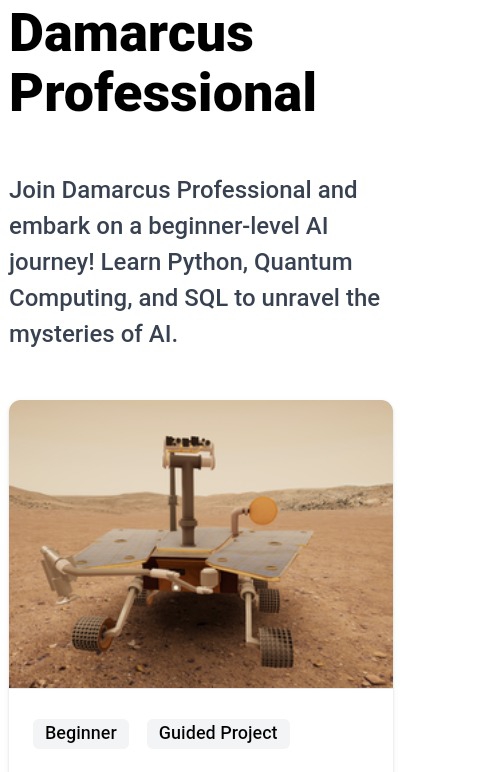 Damarcus
Professional
Join Damarcus Professional and
embark on a beginner-level AI
journey! Learn Python, Quantum
Computing, and SQL to unravel the
mysteries of AI.
Beginner Guided Project